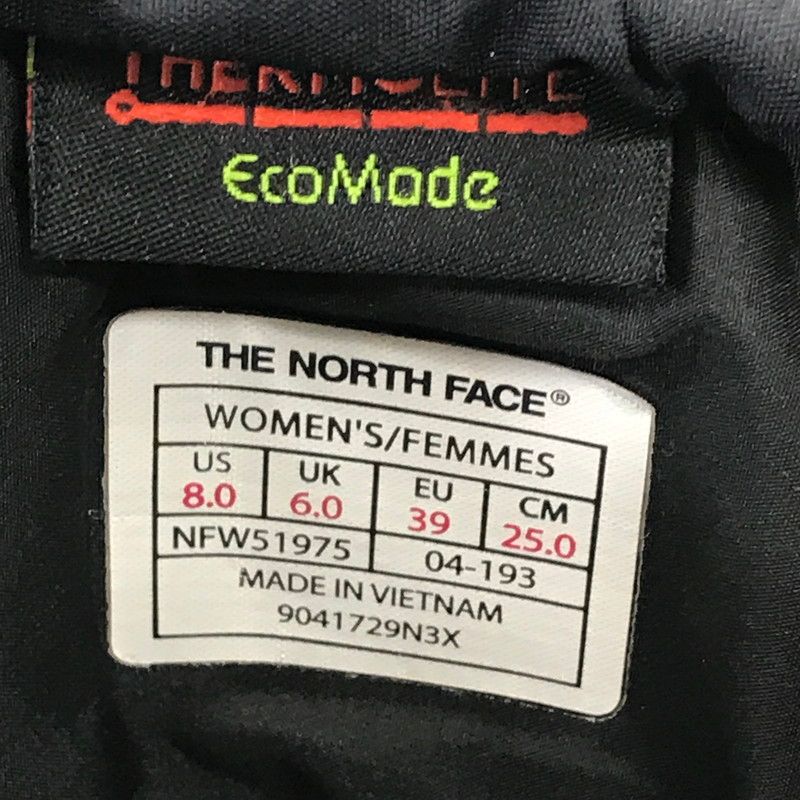 THERMOLITE
EcoMade
THE NORTH FACE®
WOMEN'S/FEMMES
US UK EU CM
8.0 6.0 39 25.0
NFW51975 04-193
MADE IN VIETNAM
9041729N3X